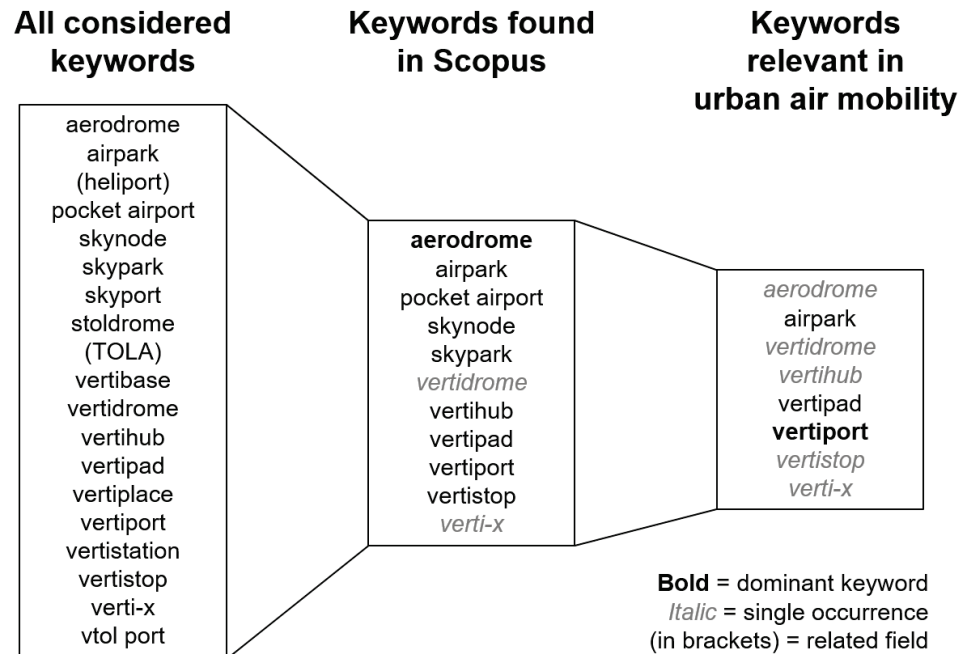 All considered
keywords
aerodrome
airpark
(heliport)
pocket airport
skynode
skypark
skyport
stoldrome
(TOLA)
vertibase
vertidrome
vertihub
vertipad
vertiplace
vertiport
vertistation
vertistop
verti-x
vtol port
Keywords found
in Scopus
aerodrome
airpark
pocket airport
skynode
skypark
vertidrome
vertihub
vertipad
vertiport
vertistop
verti-x
Keywords
relevant in
urban air mobility
aerodrome
airpark
vertidrome
vertihub
vertipad
vertiport
vertistop
verti-x
Bold = dominant keyword
Italic = single occurrence
(in brackets) = related field